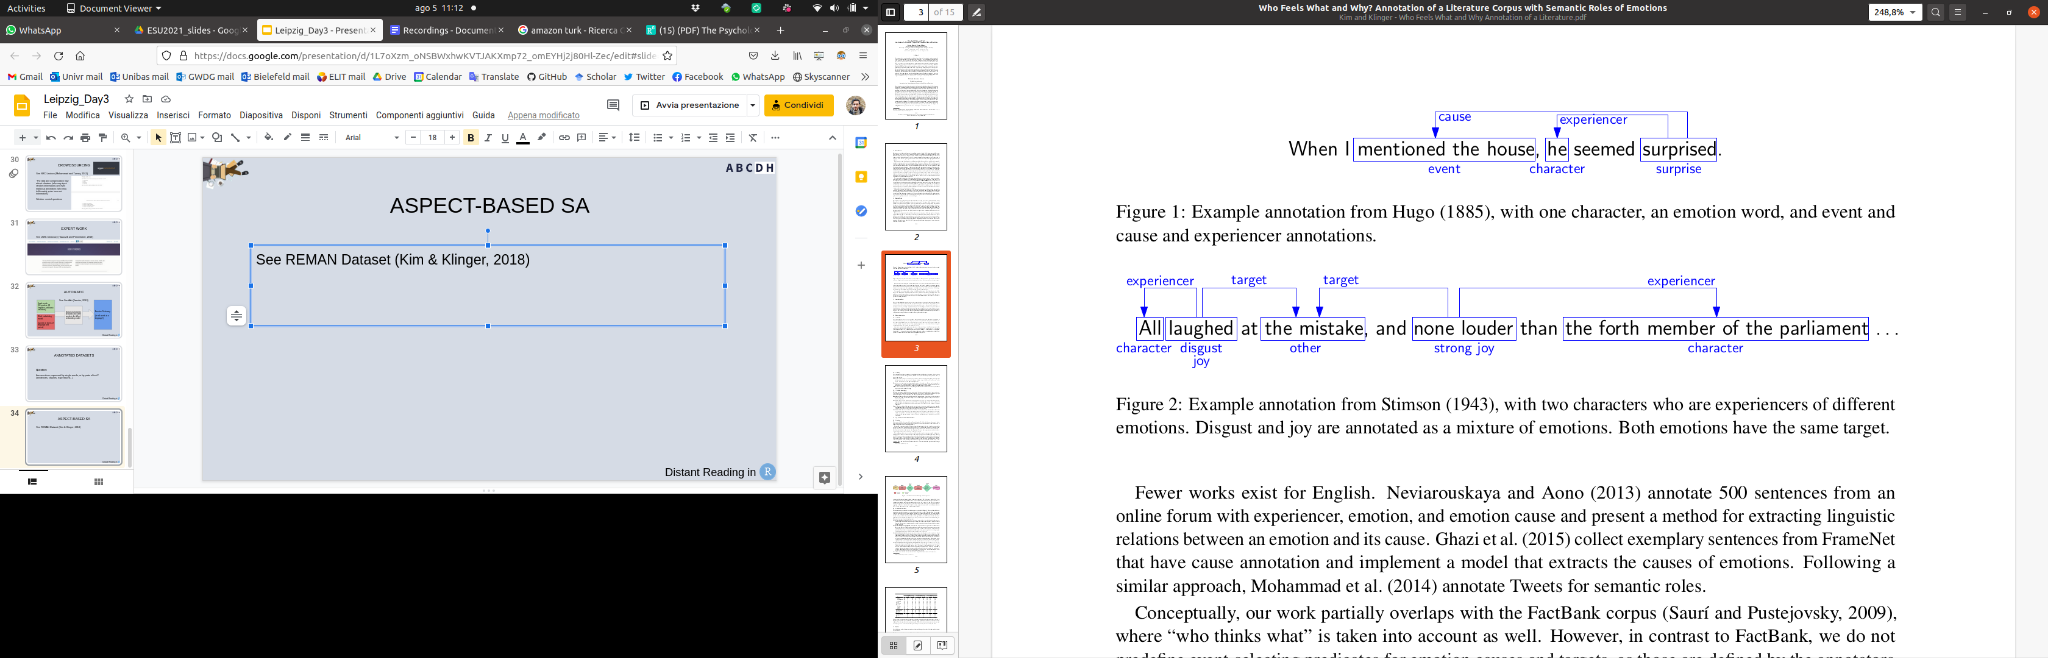 Activities
Document Viewer
ago 5 11:12
WhatsApp
ESU2021_slides - Goog
Leipzig_Day3 - Present
Recordings - Documen
amazon turk - Ricerca
(15) (PDF) The Psychol
https://docs.google.com/presentation/d/1L7oXzm_oNSBWxhwKVTJAKXmp72_omEYHj2J80Hl-Zec/edit#slide
Gmail
Univr mail
Unibas mail
GWDG mail
Bielefeld mail
ELIT mail
Drive
Calendar
Translate
GitHub
Scholar
Twitter
Facebook
WhatsApp
Skyscanner
Leipzig_Day3
File Modifica Visualizza Inserisci Formato Diapositiva Disponi Strumenti Componenti aggiuntivi Guida Appena modificato
Avvia presentazione
Condividi
Arial
18
B I U A
30
31
32
33
34
ABCDH
ASPECT-BASED SA
See REMAN Dataset (Kim & Klinger, 2018)
Distant Reading in R
3 of 15
Who Feels What and Why? Annotation of a Literature Corpus with Semantic Roles of Emotions
Kim and Klinger - Who Feels What and Why Annotation of a Literature.pdf
248,8%
1
2
3
4
5
cause
experiencer
When I mentioned the house, he seemed surprised.
event
character
surprise
Figure 1: Example annotation from Hugo (1885), with one character, an emotion word, and event and
cause and experiencer annotations.
experiencer
target
target
experiencer
All laughed at the mistake, and none louder than the forth member of the parliament ...
character
disgust
joy
other
strong joy
character
Figure 2: Example annotation from Stimson (1943), with two characters who are experiencers of different
emotions. Disgust and joy are annotated as a mixture of emotions. Both emotions have the same target.
Fewer works exist for English. Neviarouskaya and Aono (2013) annotate 500 sentences from an
online forum with experiencer, emotion, and emotion cause and present a method for extracting linguistic
relations between an emotion and its cause. Ghazi et al. (2015) collect exemplary sentences from FrameNet
that have cause annotation and implement a model that extracts the causes of emotions. Following a
similar approach, Mohammad et al. (2014) annotate Tweets for semantic roles.
Conceptually, our work partially overlaps with the FactBank corpus (Saurí and Pustejovsky, 2009),
where “who thinks what” is taken into account as well. However, in contrast to FactBank, we do not